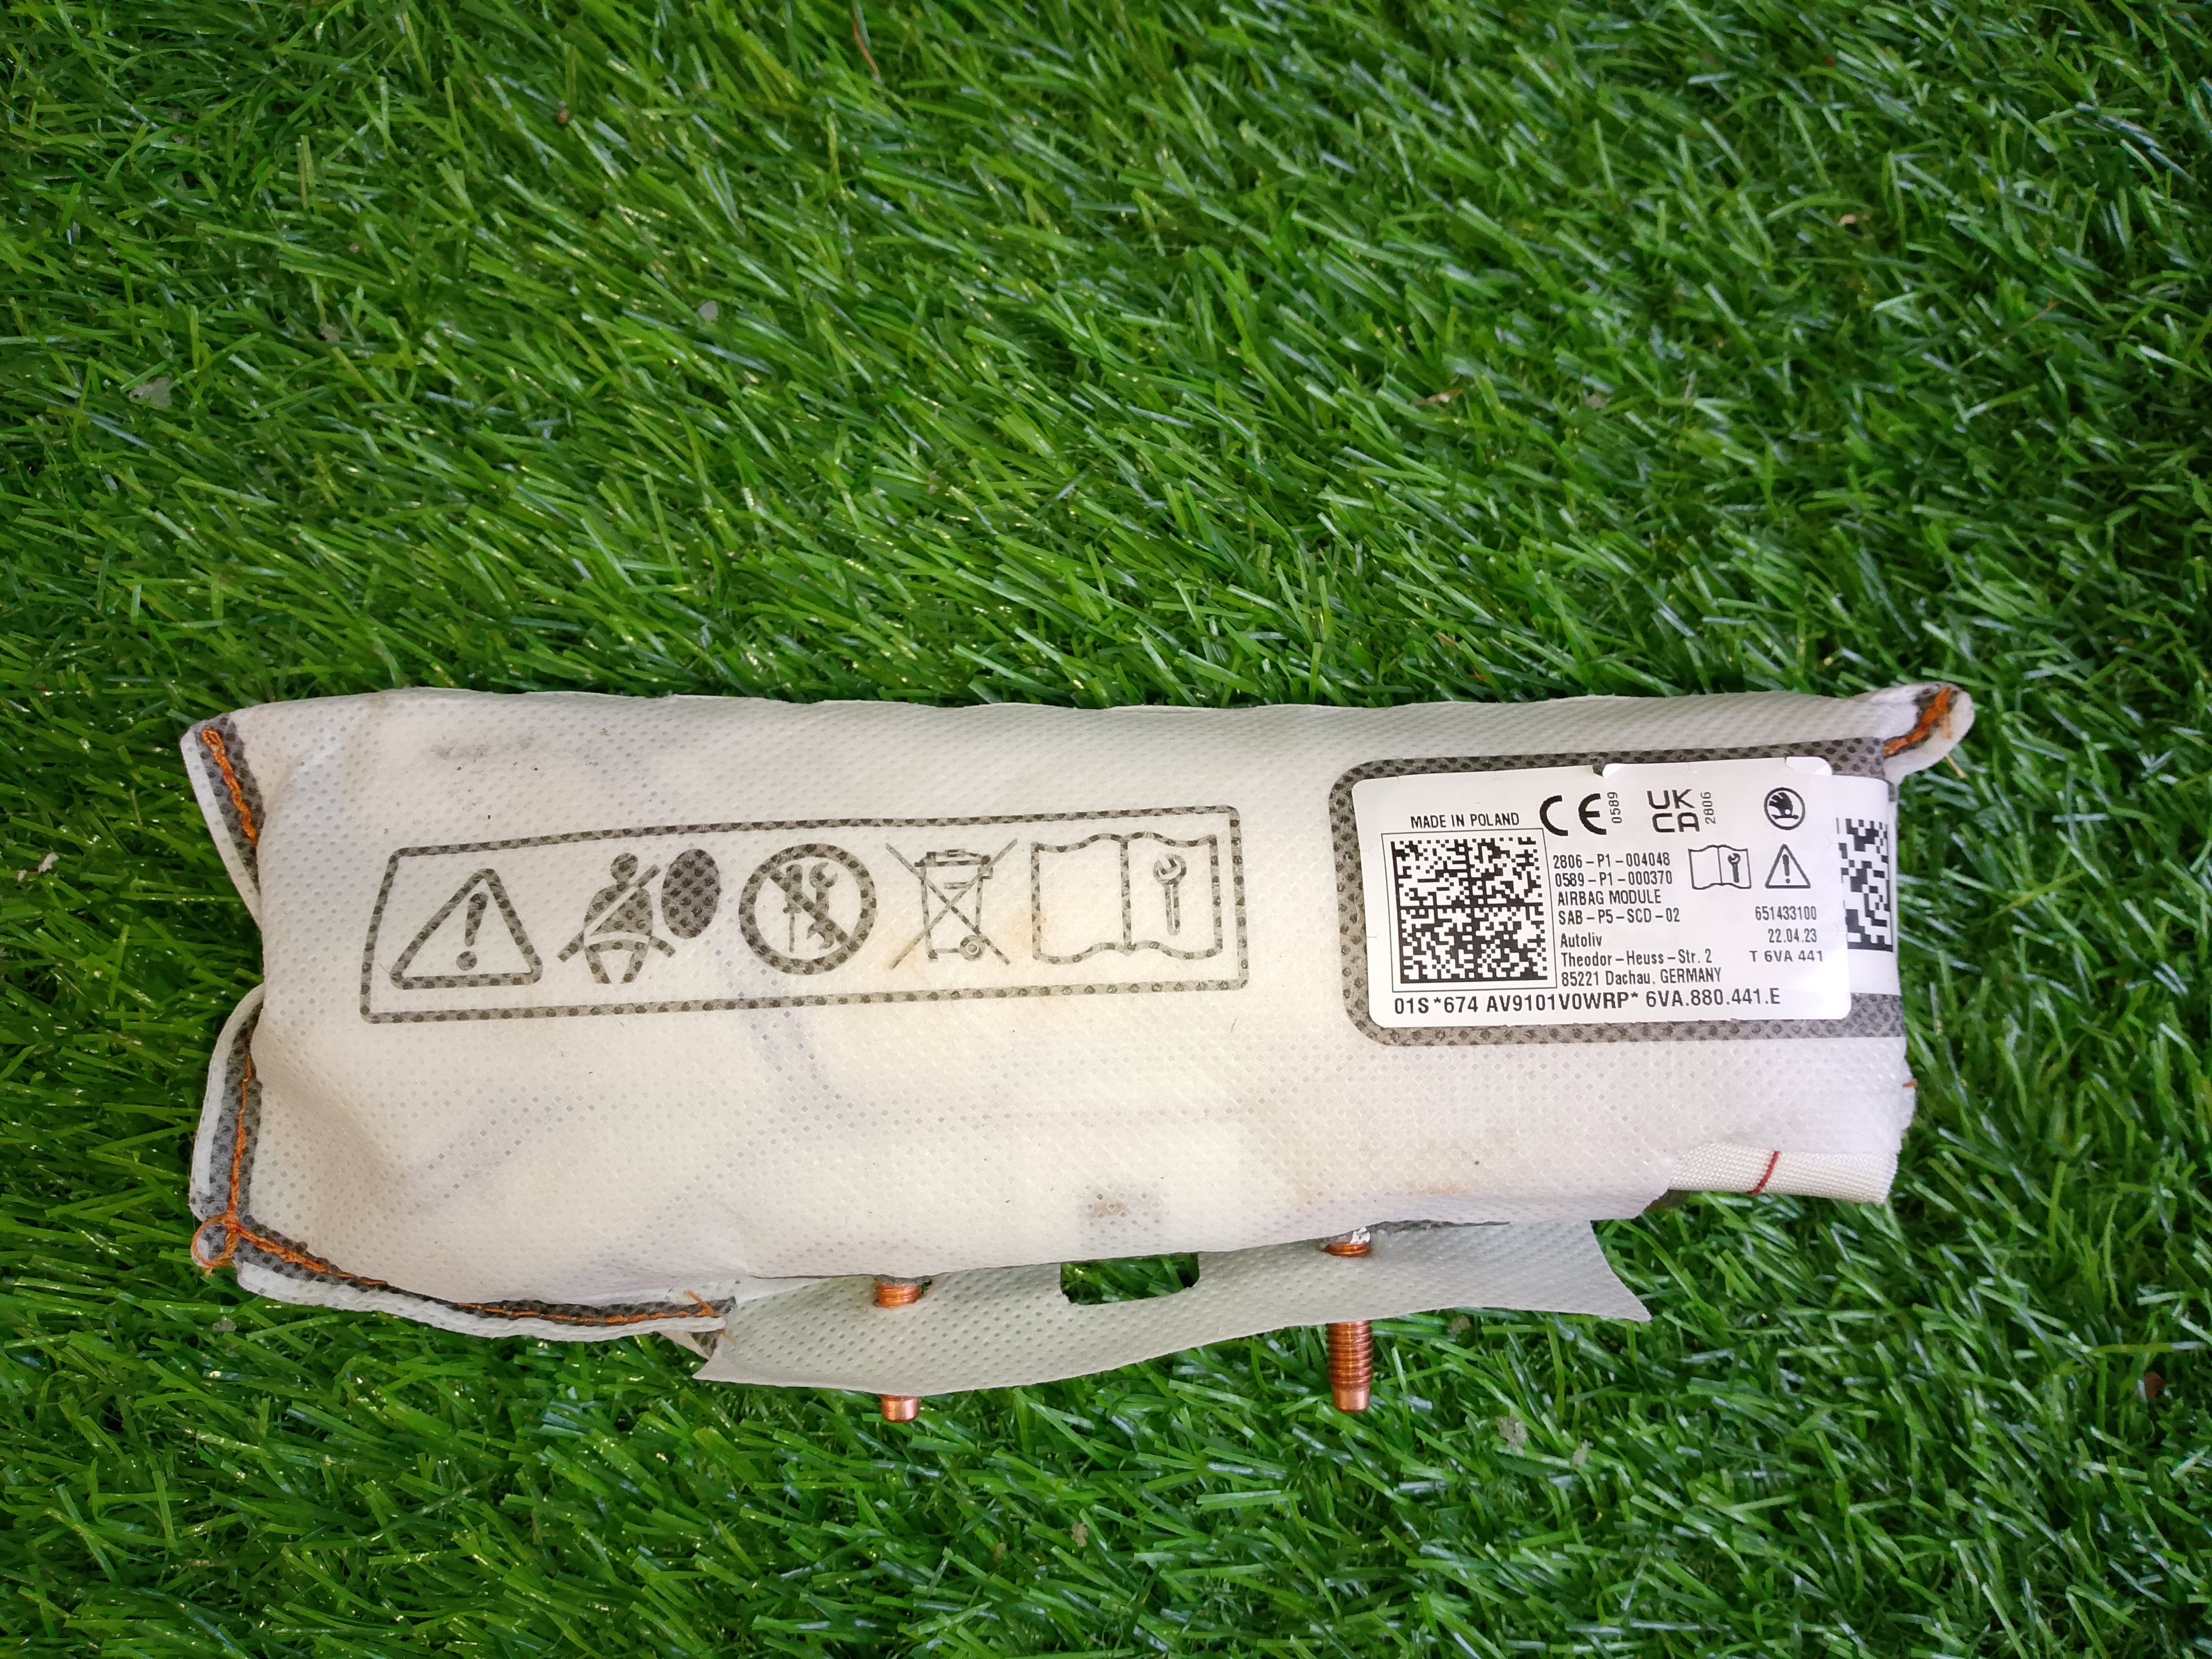 MADE IN POLAND
CE 0589
UK CA 2806
2806-P1-004048
0589-P1-000370
AIRBAG MODULE
SAB-P5-SCD-02
651433100
Autoliv
22.04.23
Theodor-Heuss-Str. 2
T 6VA 441
85221 Dachau, GERMANY
01S*674 AV9101V0WRP* 6VA.880.441.E